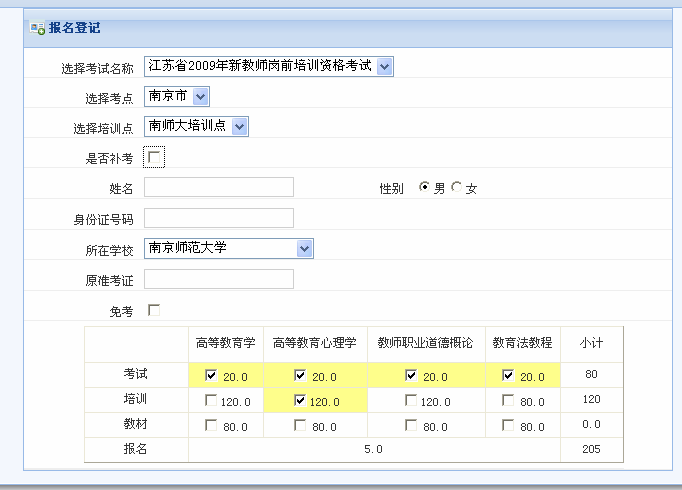 报名登记
选择考试名称 江苏省2009年新教师岗前培训资格考试
选择考点 南京市
选择培训点 南师大培训点
是否补考
姓名 性别 男 女
身份证号码
所在学校 南京师范大学
原准考证
免考
高等教育学 高等教育心理学 教师职业道德概论 教育法教程 小计
考试 20.0 20.0 20.0 20.0 80
培训 120.0 120.0 120.0 80.0 120
教材 80.0 80.0 80.0 80.0 0.0
报名 5.0 205